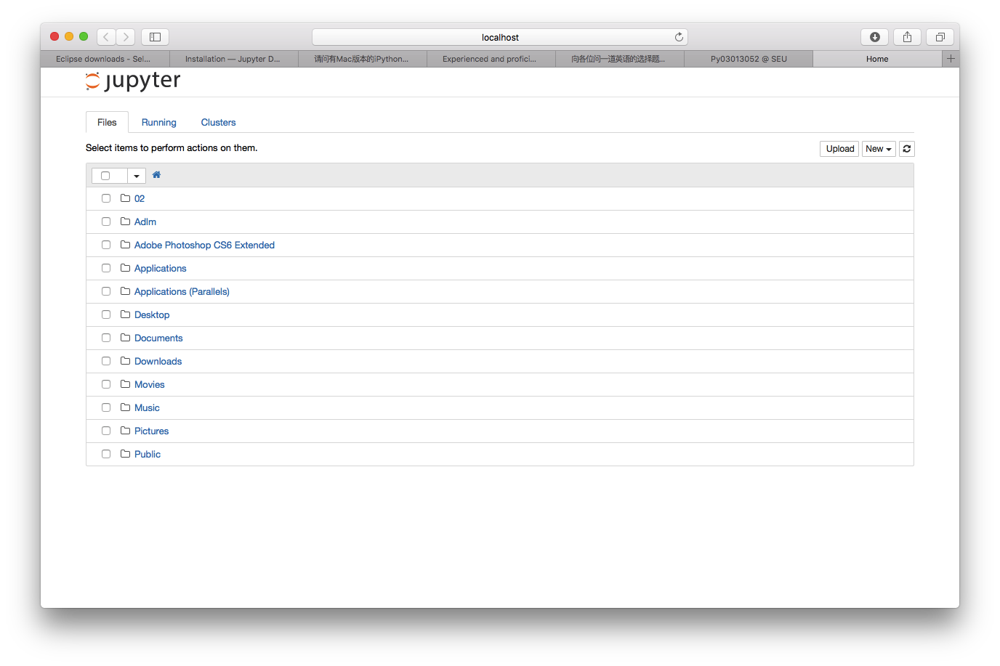 localhost
Eclipse downloads - Sel...
Installation — Jupyter D...
请问有Mac版本的iPython...
Experienced and profici...
向各位问一道英语的选择题...
Py03013052 @ SEU
Home
jupyter
Files
Running
Clusters
Select items to perform actions on them.
Upload
New
02
Adlm
Adobe Photoshop CS6 Extended
Applications
Applications (Parallels)
Desktop
Documents
Downloads
Movies
Music
Pictures
Public